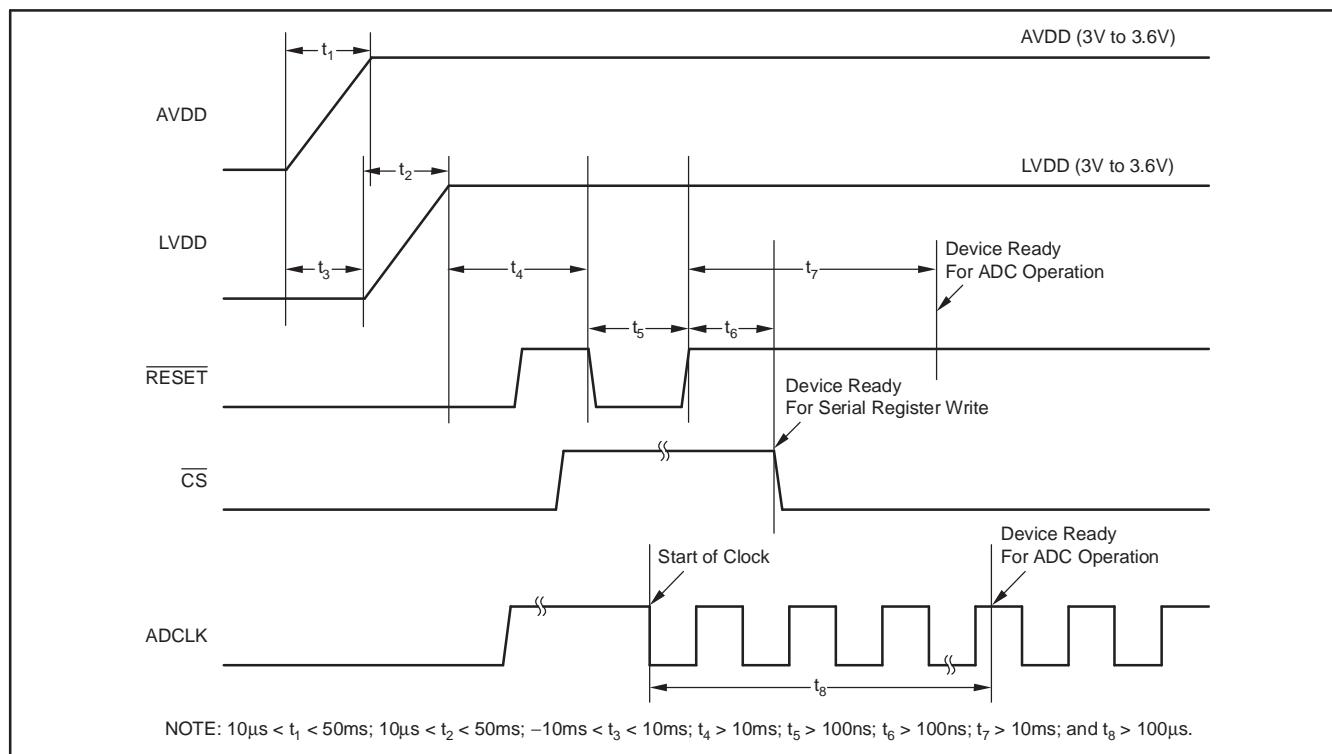 t1
AVDD (3V to 3.6V)
AVDD
t2
LVDD (3V to 3.6V)
LVDD
t3
t4
t7
Device Ready
For ADC Operation
t5
t6
RESET
Device Ready
For Serial Register Write
CS
Start of Clock
Device Ready
For ADC Operation
ADCLK
t8
NOTE: 10μs < t1 < 50ms; 10μs < t2 < 50ms; −10ms < t3 < 10ms; t4 > 10ms; t5 > 100ns; t6 > 100ns; t7 > 10ms; and t8 > 100μs.